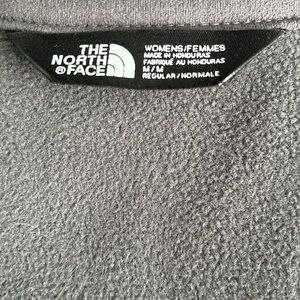 THE
NORTH
FACE
®
WOMENS/FEMMES
MADE IN HONDURAS
FABRIQUÉ AU HONDURAS
M/M
REGULAR/NORMALE